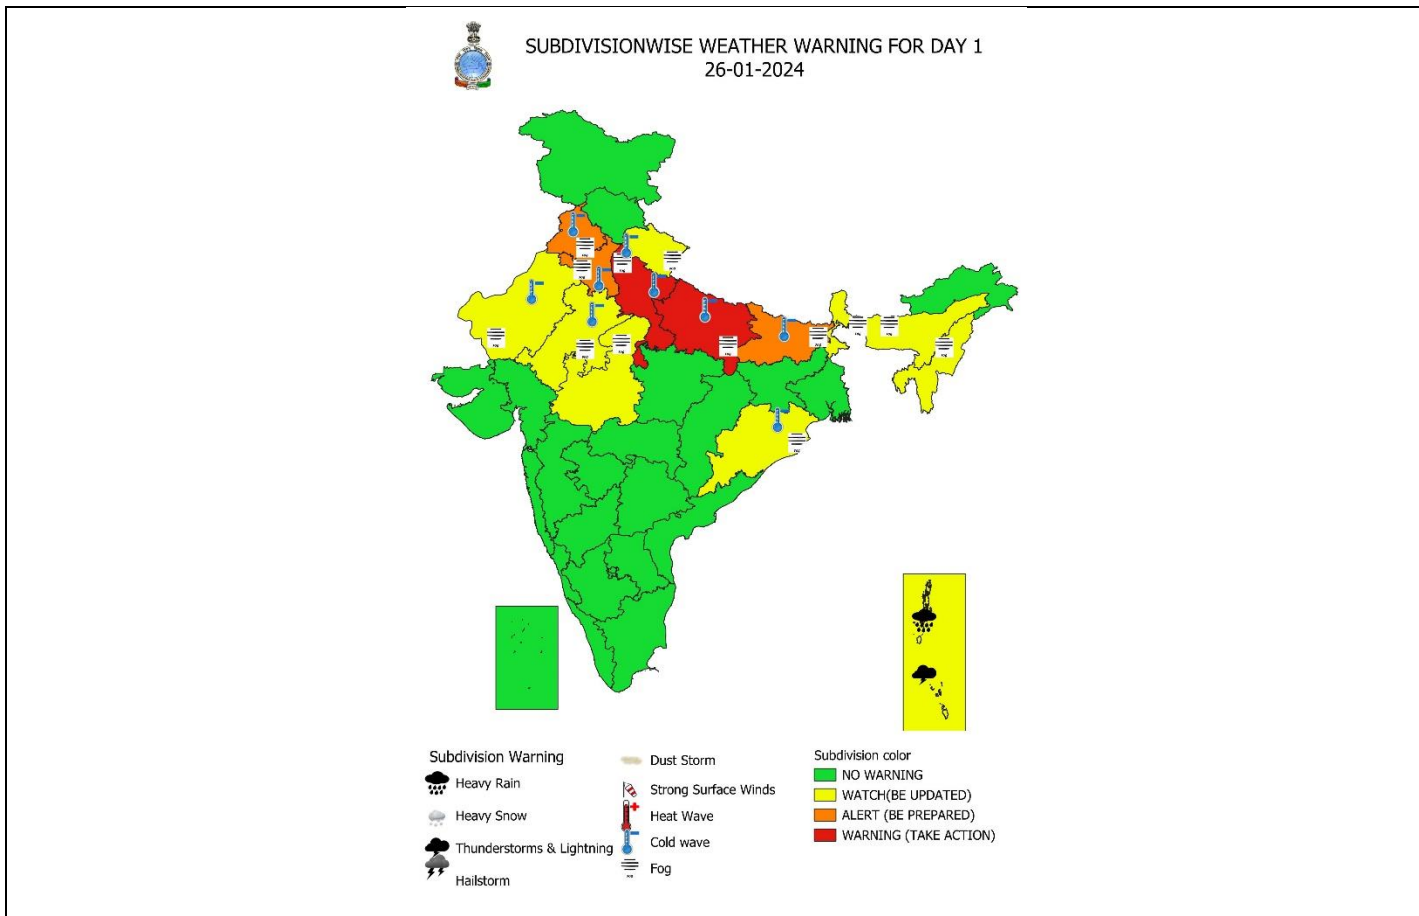 SUBDIVISIONWISE WEATHER WARNING FOR DAY 1
26-01-2024
Subdivision Warning
Heavy Rain
Heavy Snow
Thunderstorms & Lightning
Hailstorm
Dust Storm
Strong Surface Winds
Heat Wave
Cold wave
Fog
Subdivision color
NO WARNING
WATCH(BE UPDATED)
ALERT (BE PREPARED)
WARNING (TAKE ACTION)